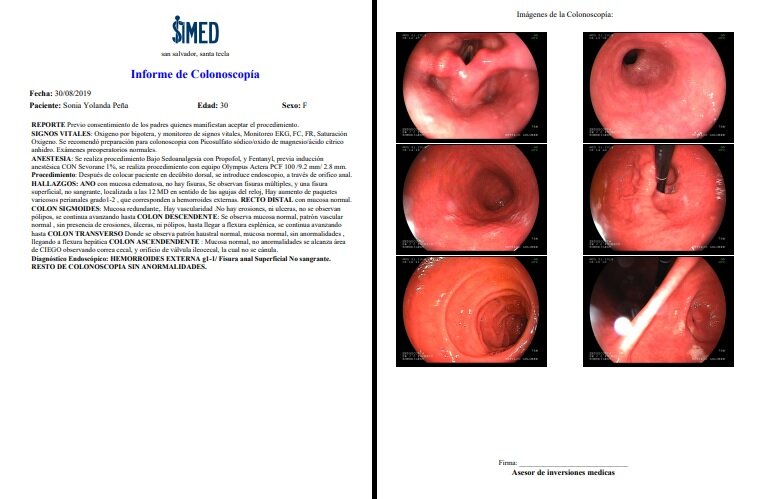 SIMED
san salvador, santa tecla
Informe de Colonoscopía
Fecha: 30/08/2019
Paciente: Sonia Yolanda Peña Edad: 30 Sexo: F
REPORTE Previo consentimiento de los padres quienes manifiestan aceptar el procedimiento.
SIGNOS VITALES: Oxigeno por bigotera, y monitoreo de signos vitales, Monitoreo EKG, FC, FR, Saturación
Oxigeno. Se recomendó preparación para colonoscopia con Picosulfato sódico/oxido de magnesio/ácido cítrico
anhidro. Exámenes preoperatorios normales.
ANESTESIA: Se realiza procedimiento Bajo Sedoanalgesia con Propofol, y Fentanyl, previa inducción
anestésica CON Sevorane 1%, se realiza procedimiento con equipo Olympus Actera PCF 100 /9.2 mm/ 2.8 mm.
Procedimiento: Después de colocar paciente en decúbito dorsal, se introduce endoscopio, a través de orifico anal.
HALLAZGOS: ANO con mucosa edematosa, no hay fisuras, Se observan fisuras múltiples, y una fisura
superficial, no sangrante, localizada a las 12 MD en sentido de las agujas del reloj, Hay aumento de paquetes
varicosos perianales grado1-2 , que corresponden a hemorroides externas. RECTO DISTAL con mucosa normal.
COLON SIGMOIDES: Mucosa redundante,. Hay vascularidad .No hay erosiones, ni ulceras, no se observan
pólipos, se continua avanzando hasta COLON DESCENDENTE: Se observa mucosa normal, patrón vascular
normal , sin presencia de erosiones, úlceras, ni pólipos, hasta llegar a flexura esplénica, se continua avanzando
hasta COLON TRANSVERSO Donde se observa patrón haustral normal, mucosa normal, sin anormalidades ,
llegando a flexura hepática COLON ASCENDENDENTE : Mucosa normal, no anormalidades se alcanza área
de CIEGO observando correa cecal, y orificio de válvula ileocecal, la cual no se cánula.
Diagnóstico Endoscópico: HEMORROIDES EXTERNA g1-I/ Fisura anal Superficial No sangrante.
RESTO DE COLONOSCOPIA SIN ANORMALIDADES.
Imágenes de la Colonoscopia:
Firma:
Asesor de inversiones medicas